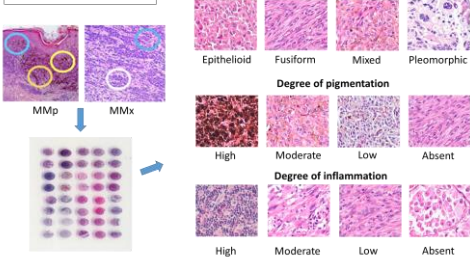 Epithelioid Fusiform Mixed Pleomorphic
Degree of pigmentation
MMp MMx
High Moderate Low Absent
Degree of inflammation
High Moderate Low Absent